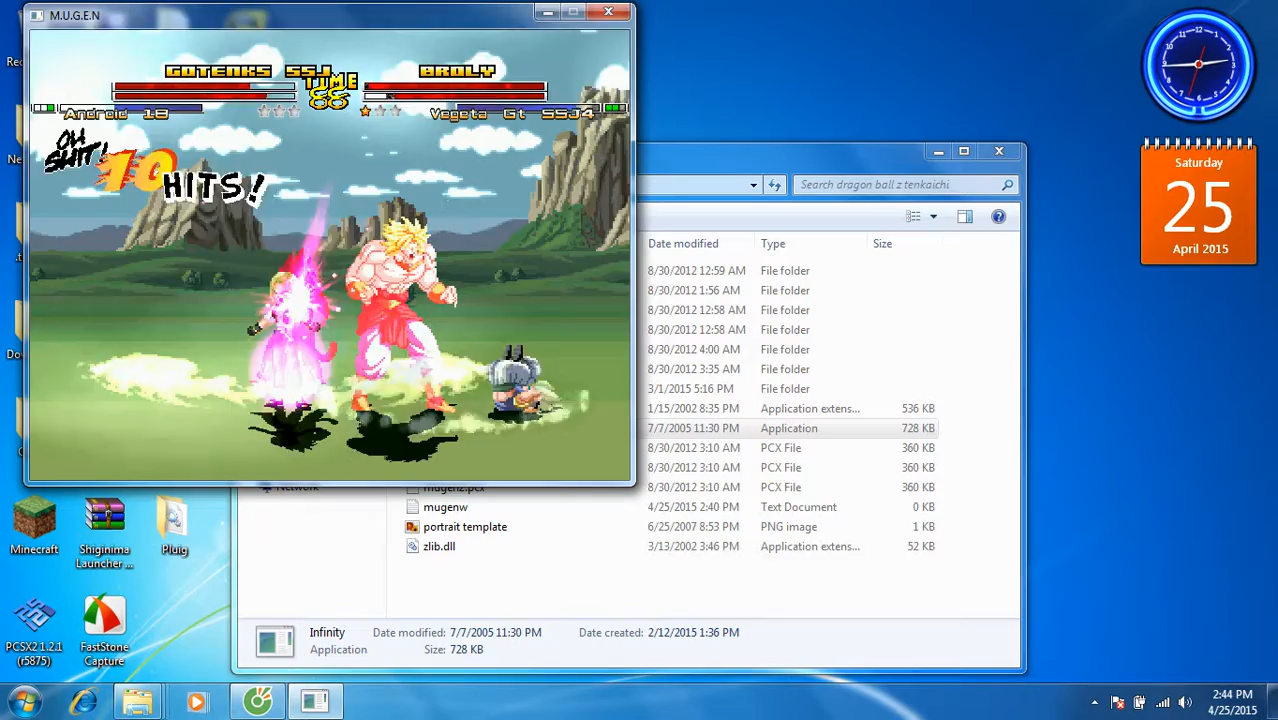 M.U.G.E.N
GOTENKS SSJ
TIME
88
BROLY
Android 18
Vegeta Gt SSJ4
OH SHIT!
10 HITS!
Search dragon ball z tenkaichi
Date modified Type Size
8/30/2012 12:59 AM File folder
8/30/2012 1:56 AM File folder
8/30/2012 12:58 AM File folder
8/30/2012 12:58 AM File folder
8/30/2012 4:00 AM File folder
8/30/2012 3:35 AM File folder
3/1/2015 5:16 PM File folder
1/15/2002 8:35 PM Application extens... 536 KB
7/7/2005 11:30 PM Application 728 KB
8/30/2012 3:10 AM PCX File 360 KB
8/30/2012 3:10 AM PCX File 360 KB
8/30/2012 3:10 AM PCX File 360 KB
mugenw 4/25/2015 2:40 PM Text Document 0 KB
portrait template 6/25/2007 8:53 PM PNG image 1 KB
zlib.dll 3/13/2002 3:46 PM Application extens... 52 KB
Infinity Date modified: 7/7/2005 11:30 PM Date created: 2/12/2015 1:36 PM
Application Size: 728 KB
Saturday
25
April 2015
12
Minecraft
Shiginima
Launcher ...
Pluig
PCSX2 1.2.1
(r5875)
FastStone
Capture
2:44 PM
4/25/2015